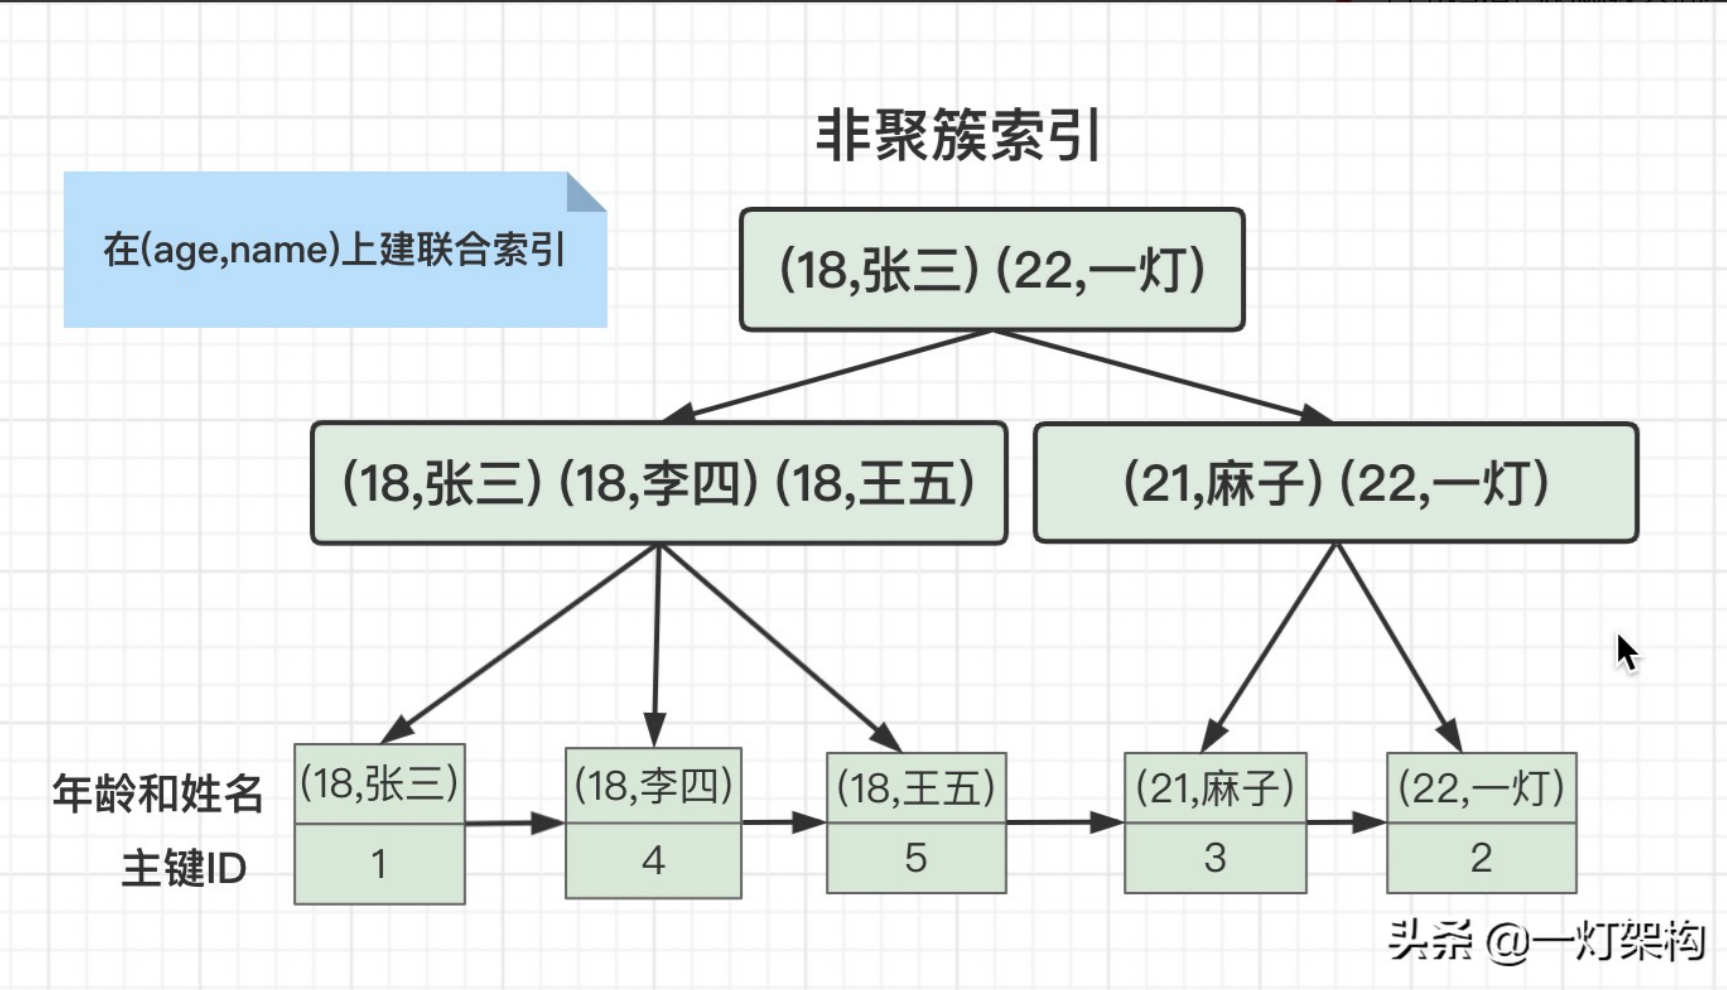 非聚簇索引
在(age,name)上建联合索引
(18,张三) (22,一灯)
(18,张三) (18,李四) (18,王五)
(21,麻子) (22,一灯)
年龄和姓名
(18,张三)
(18,李四)
(18,王五)
(21,麻子)
(22,一灯)
主键ID
1
4
5
3
2
头条 @一灯架构